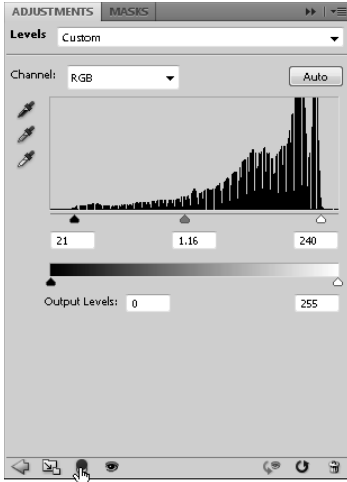 ADJUSTMENTS MASKS
Levels Custom
Channel: RGB Auto
21 1.16 240
Output Levels: 0 255